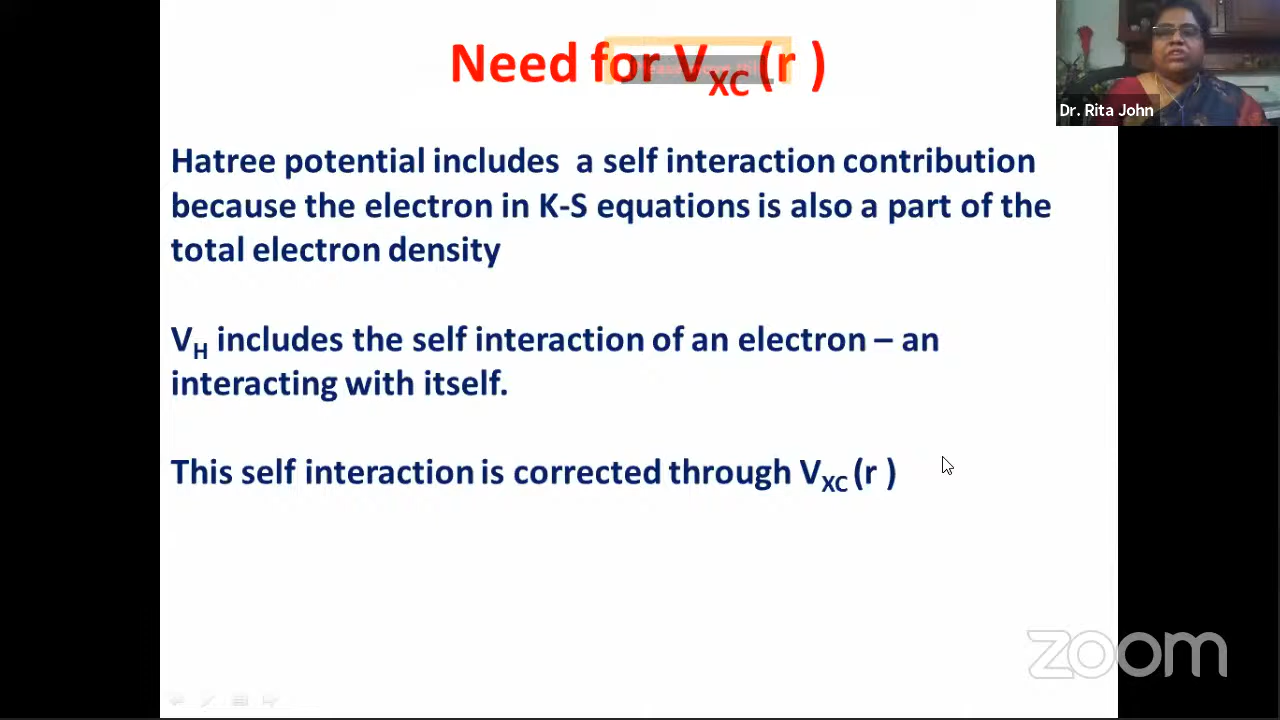 Need for VXC (r )
Dr. Rita John
Hatree potential includes a self interaction contribution
because the electron in K-S equations is also a part of the
total electron density
VH includes the self interaction of an electron – an
interacting with itself.
This self interaction is corrected through VXC (r )
zoom